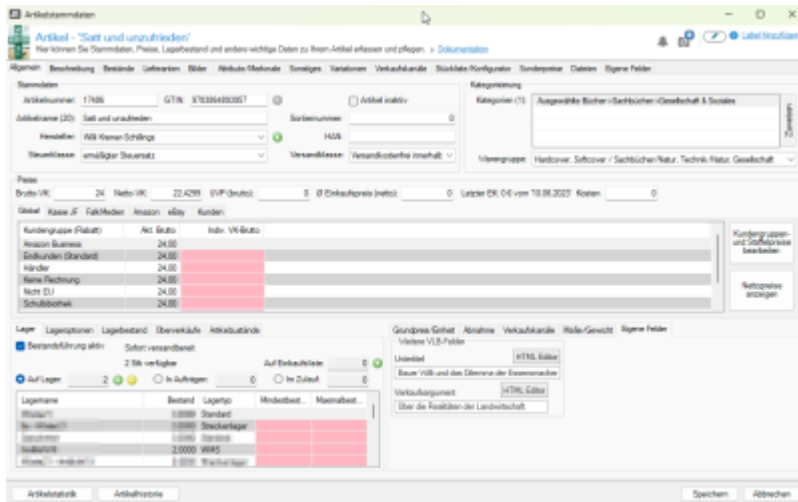 Artikelstammdaten
Artikel - 'Satt und unzufrieden'
Hier können Sie Stammdaten, Preise, Lagerbestand und andere wichtige Daten zu Ihrem Artikel erfassen und pflegen. » Dokumentation
Label hinzufügen
Allgemein Beschreibung Bestände Lieferanten Bilder Attribute/Merkmale Sonstiges Variationen Verkaufskanäle Stückliste/Konfigurator Sonderpreise Dateien Eigene Felder
Stammdaten
Artikelnummer: 17486 GTIN: Artikel inaktiv
Artikelname (20): Satt und unzufrieden Sortiernummer: 0
Hersteller: Willi Kremer-Schillings HAN:
Steuerklasse: ermäßigter Steuersatz Versandklasse: Versandkostenfrei innerhalb
Kategorisierung
Kategorien (1): Ausgewählte Bücher>Sachbücher>Gesellschaft & Soziales
Zuweisen
Warengruppe: Hardcover, Softcover / Sachbücher/Natur, Technik/Natur, Gesellschaft
Preise
Brutto-VK: 24 Netto-VK: 22,4299 UVP (brutto): 0 Ø Einkaufspreis (netto): 0 Letzter EK: 0.6 vom '10.08.2023' Kosten: 0
Global Kasse JF FalkMedien Amazon eBay Kunden
Kundengruppe (Rabatt) Akt. Brutto Indiv. VK-Brutto
Amazon Business 24,00
Endkunden (Standard) 24,00
Händler 24,00
Keine Rechnung 24,00
Nicht EU 24,00
Schulbibliothek 24,00
Kundengruppen- und Staffelpreise bearbeiten
Nettopreise anzeigen
Lager Lageroptionen Lagerbestand Überverkäufe Artikelzustände
Bestandsführung aktiv Sofort versandbereit
2 Stk verfügbar Auf Einkaufsliste: 0
Auf Lager: 2 In Aufträgen: 0 Im Zulauf: 0
Lagername Bestand Lagertyp Mindestbest... Maximalbest...
Standard
Streckenlager
2,0000 WMS
Grundpreis/Einheit Abnahme Verkaufskanäle Maße/Gewicht Eigene Felder
Weitere VLB-Felder
Untertitel HTML Editor
Bauer Willi und das Dilemma der Essensmacher
Verkaufsargument HTML Editor
Über die Realitäten der Landwirtschaft
Artikelstatistik Artikelhistorie Speichern Abbrechen